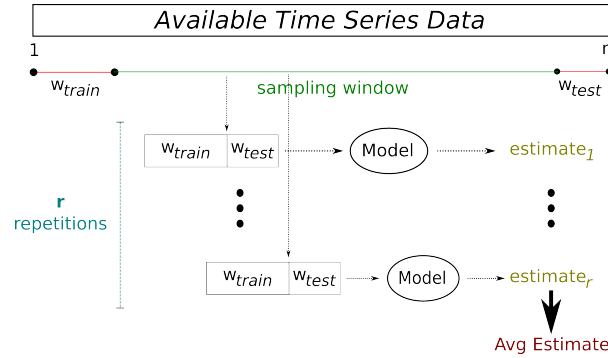 Available Time Series Data
1
w_train sampling window w_test
w_train w_test Model estimate_1
r
repetitions
w_train w_test Model estimate_r
Avg Estimate